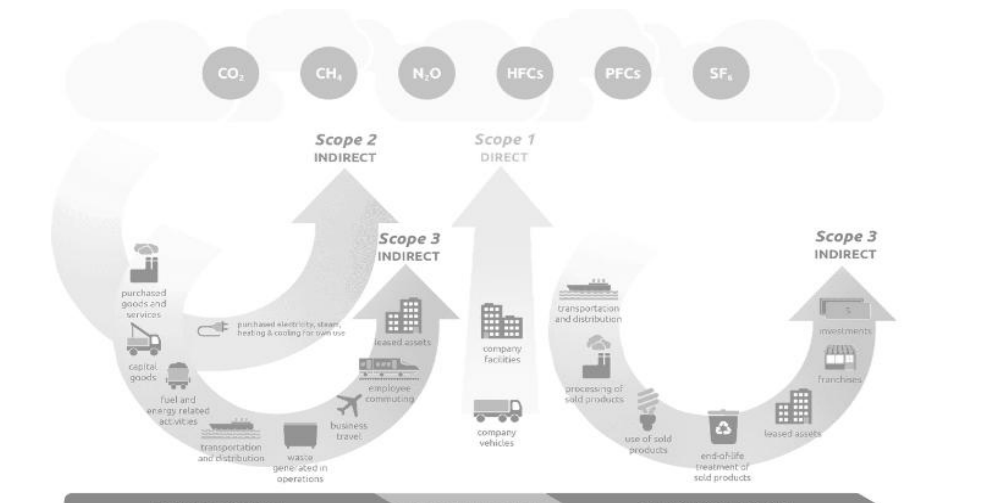 CO₂ CH₄ N₂O HFCs PFCs SF₆
Scope 2
INDIRECT
Scope 1
DIRECT
Scope 3
INDIRECT
Scope 3
INDIRECT
purchased
goods and
services
capital
goods
fuel and
energy related
activities
transportation
and distribution
waste
generated in
operations
business
travel
employee
commuting
leased assets
purchased electricity, steam,
heating & cooling for own use
company
facilities
company
vehicles
transportation
and distribution
processing of
sold products
use of sold
products
end-of-life
treatment of
sold products
leased assets
franchises
investments
$